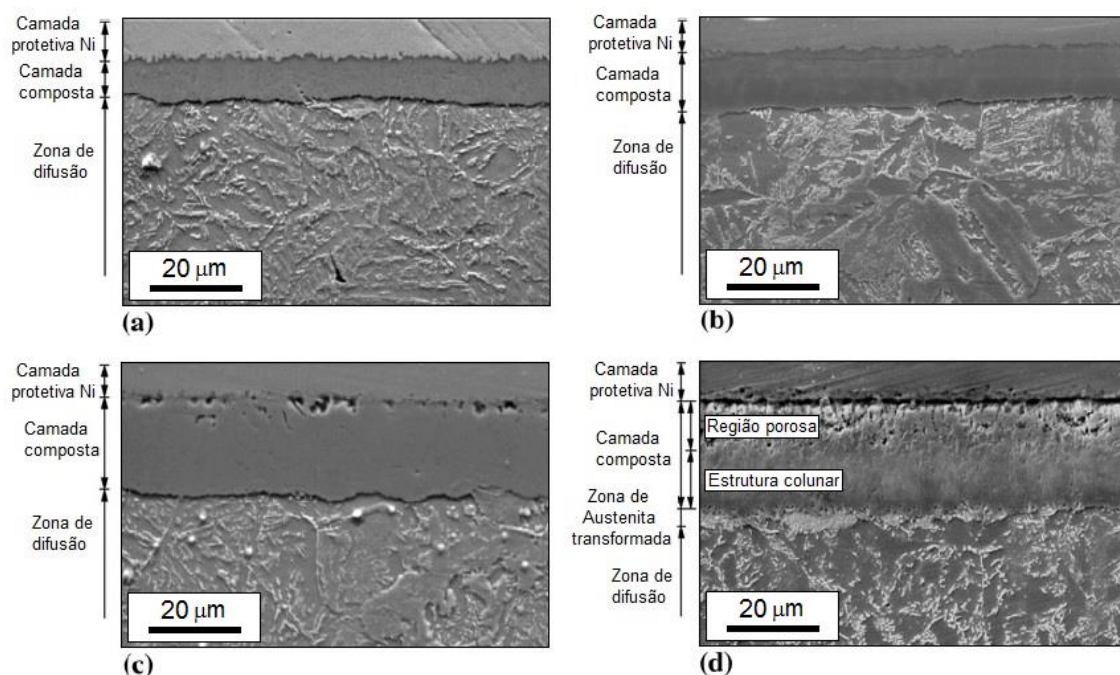 Camada
protetiva Ni
Camada
composta
Zona de
difusão
20 µm
(a)
Camada
protetiva Ni
Camada
composta
Zona de
difusão
20 µm
(b)
Camada
protetiva Ni
Camada
composta
Zona de
difusão
20 µm
(c)
Camada
protetiva Ni
Região porosa
Camada
composta
Estrutura colunar
Zona de
Austenita
transformada
Zona de
difusão
20 µm
(d)